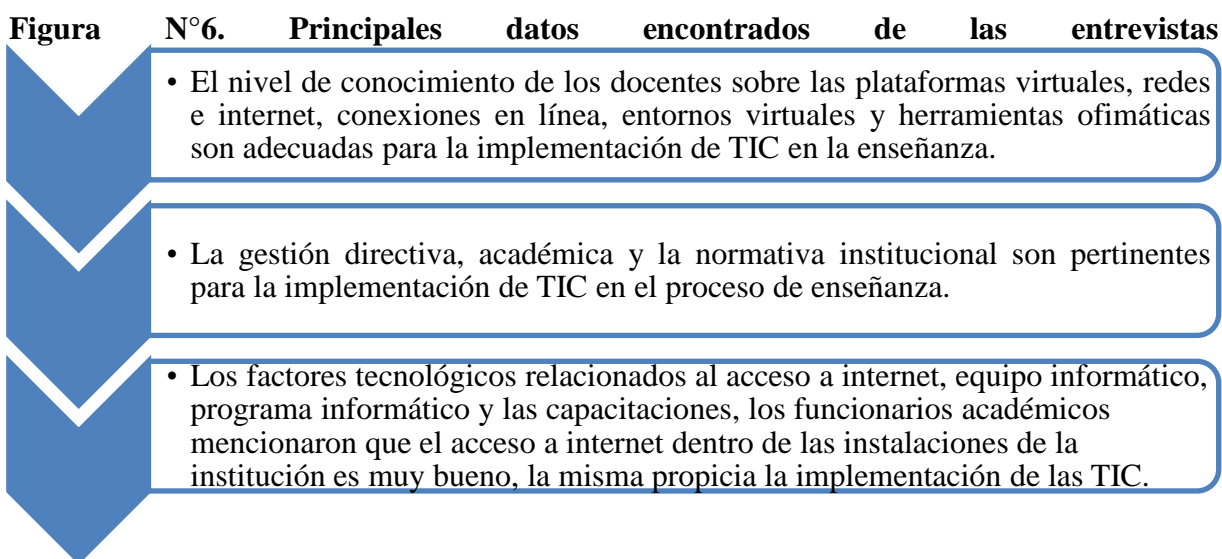 Figura N°6. Principales datos encontrados de las entrevistas
• El nivel de conocimiento de los docentes sobre las plataformas virtuales, redes
e internet, conexiones en línea, entornos virtuales y herramientas ofimáticas
son adecuadas para la implementación de TIC en la enseñanza.
• La gestión directiva, académica y la normativa institucional son pertinentes
para la implementación de TIC en el proceso de enseñanza.
• Los factores tecnológicos relacionados al acceso a internet, equipo informático,
programa informático y las capacitaciones, los funcionarios académicos
mencionaron que el acceso a internet dentro de las instalaciones de la
institución es muy bueno, la misma propicia la implementación de las TIC.